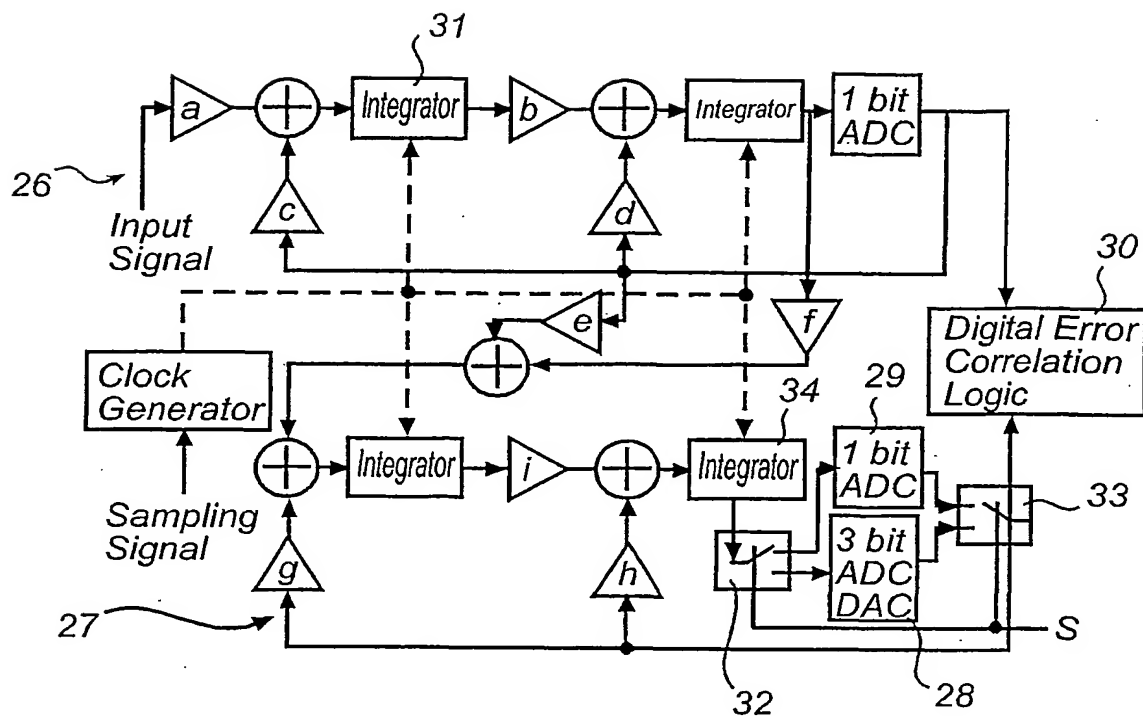 31
a
Integrator
b
Integrator
1 bit
ADC
26
c
d
Input
Signal
30
e
f
Clock
Generator
Digital Error
Correlation
Logic
34
29
Integrator
i
Integrator
1 bit
ADC
33
Sampling
Signal
g
h
3 bit
ADC
DAC
27
S
32
28